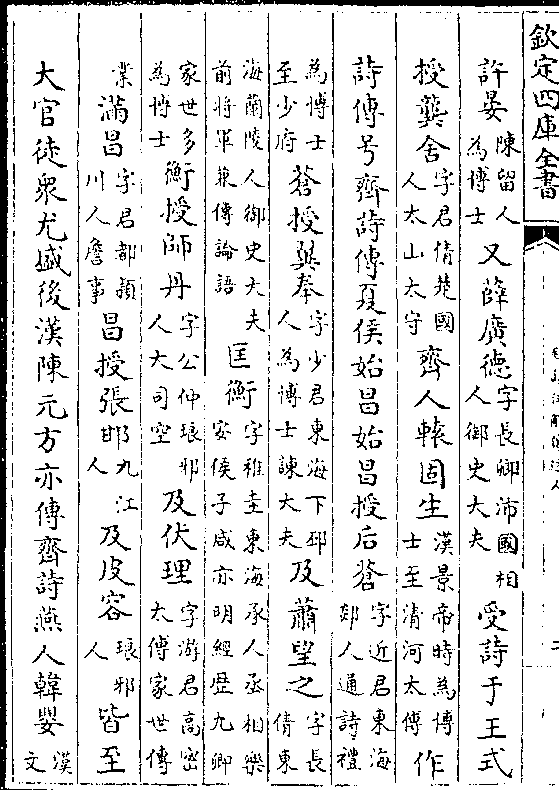 欽定四庫全書
許晏陳留人為博士又薛廣德字長卿沛國相人御史大夫受詩于王式
授龔舍字君倩楚國人太山太守齊人轅固生漢景帝時為博士至清河太傅作
詩傳号齊詩傳夏侯始昌始昌授后蒼字近君東海郯人通詩禮
為博士至少府蒼授翼奉字少君東海下邳人為博士諫大夫及蕭望之字長倩東
海蘭陵人御史大夫前將軍兼傳論語匡衡字稚圭東海承人丞相樂安侯子咸亦明經歴九卿
家世多為博士衡授師丹字公仲琅邪人大司空及伏理字游君高密太傅家世傳
業滿昌字君都潁川人詹事昌授張邯九江人及皮容琅邪人皆至
大官徒衆尤盛後漢陳元方亦傳齊詩燕人韓嬰漢文